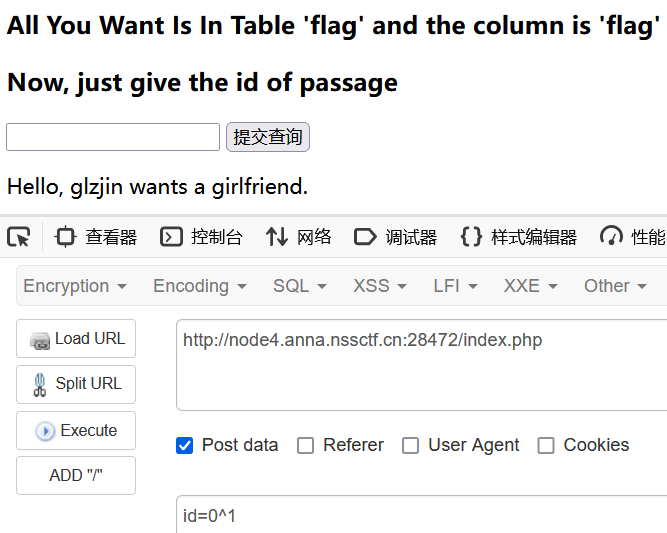 All You Want Is In Table 'flag' and the column is 'flag'
Now, just give the id of passage
提交查询
Hello, glzjin wants a girlfriend.
查看器 控制台 网络 调试器 样式编辑器 性能
Encryption Encoding SQL XSS LFI XXE Other
Load URL
http://node4.anna.nssctf.cn:28472/index.php
Split URL
Execute
Post data Referer User Agent Cookies
ADD "/"
id=0^1